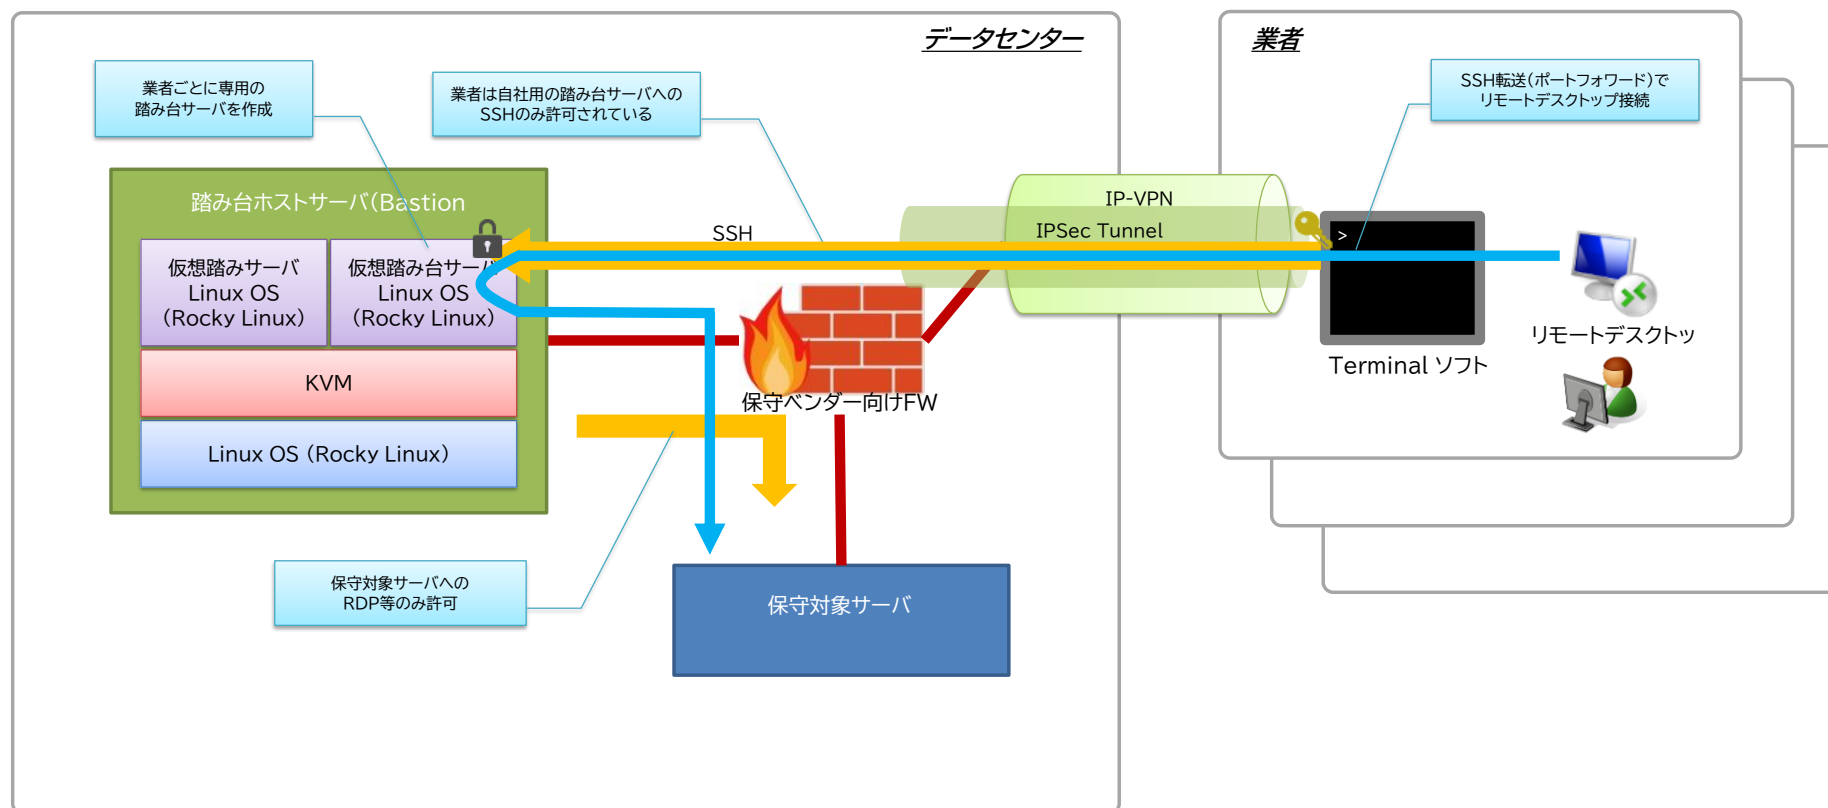 データセンター
業者
業者ごとに専用の
踏み台サーバを作成
業者は自社用の踏み台サーバへの
SSHのみ許可されている
SSH転送(ポートフォワード)で
リモートデスクトップ接続
踏み台ホストサーバ(Bastion
仮想踏みサーバ
Linux OS
(Rocky Linux)
仮想踏み台サーバ
Linux OS
(Rocky Linux)
KVM
Linux OS (Rocky Linux)
SSH
IP-VPN
IPSec Tunnel
>
Terminal ソフト
リモートデスクトッ
保守ベンダー向けFW
保守対象サーバへの
RDP等のみ許可
保守対象サーバ